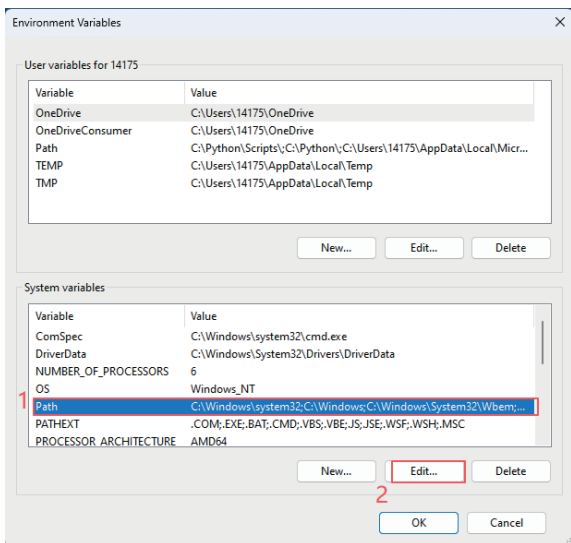 Environment Variables
User variables for 14175
Variable Value
OneDrive C:\Users\14175\OneDrive
OneDriveConsumer C:\Users\14175\OneDrive
Path C:\Python\Scripts\;C:\Python\;C:\Users\14175\AppData\Local\Micr...
TEMP C:\Users\14175\AppData\Local\Temp
TMP C:\Users\14175\AppData\Local\Temp
New... Edit... Delete
System variables
Variable Value
ComSpec C:\Windows\system32\cmd.exe
DriverData C:\Windows\System32\Drivers\DriverData
NUMBER_OF_PROCESSORS 6
OS Windows_NT
1 Path C:\Windows\system32;C:\Windows;C:\Windows\System32\Wbem;...
PATHEXT .COM;.EXE;.BAT;.CMD;.VBS;.VBE;.JS;.JSE;.WSF;.WSH;.MSC
PROCESSOR_ARCHITECTURE AMD64
New... Edit... Delete
2
OK Cancel